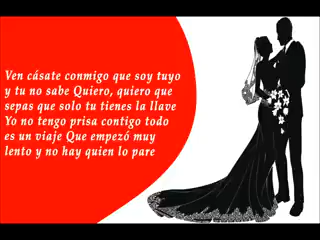 Ven cásate conmigo que soy tuyo
y tu no sabe Quiero, quiero que
sepas que solo tu tienes la llave
Yo no tengo prisa contigo todo
es un viaje Que empezó muy
lento y no hay quien lo pare